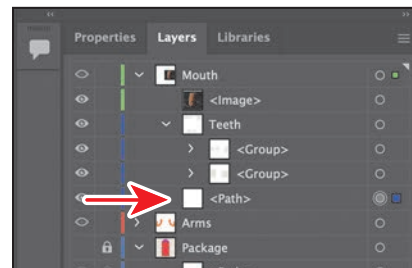 Properties Layers Libraries
Mouth
<Image>
Teeth
<Group>
<Group>
<Path>
Arms
Package